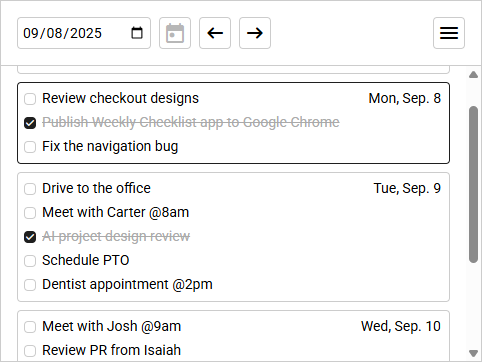 09/08/2025
Review checkout designs Mon, Sep. 8
Publish Weekly Checklist app to Google Chrome
Fix the navigation bug
Drive to the office Tue, Sep. 9
Meet with Carter @8am
AI project design review
Schedule PTO
Dentist appointment @2pm
Meet with Josh @9am Wed, Sep. 10
Review PR from Isaiah